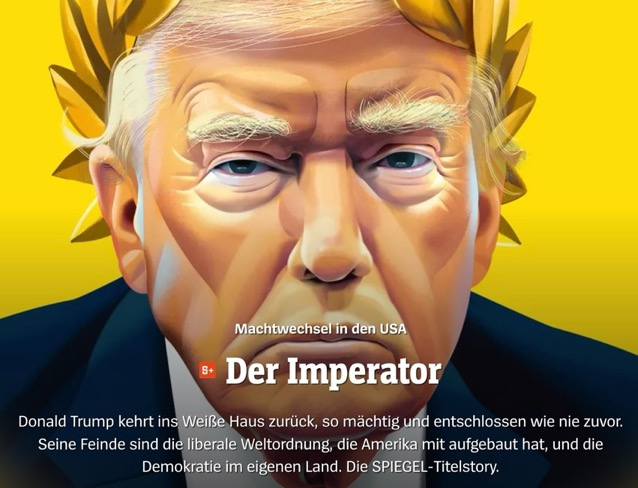 Machtwechsel in den USA
S+ Der Imperator
Donald Trump kehrt ins Weiße Haus zurück, so mächtig und entschlossen wie nie zuvor.
Seine Feinde sind die liberale Weltordnung, die Amerika mit aufgebaut hat, und die
Demokratie im eigenen Land. Die SPIEGEL-Titelstory.